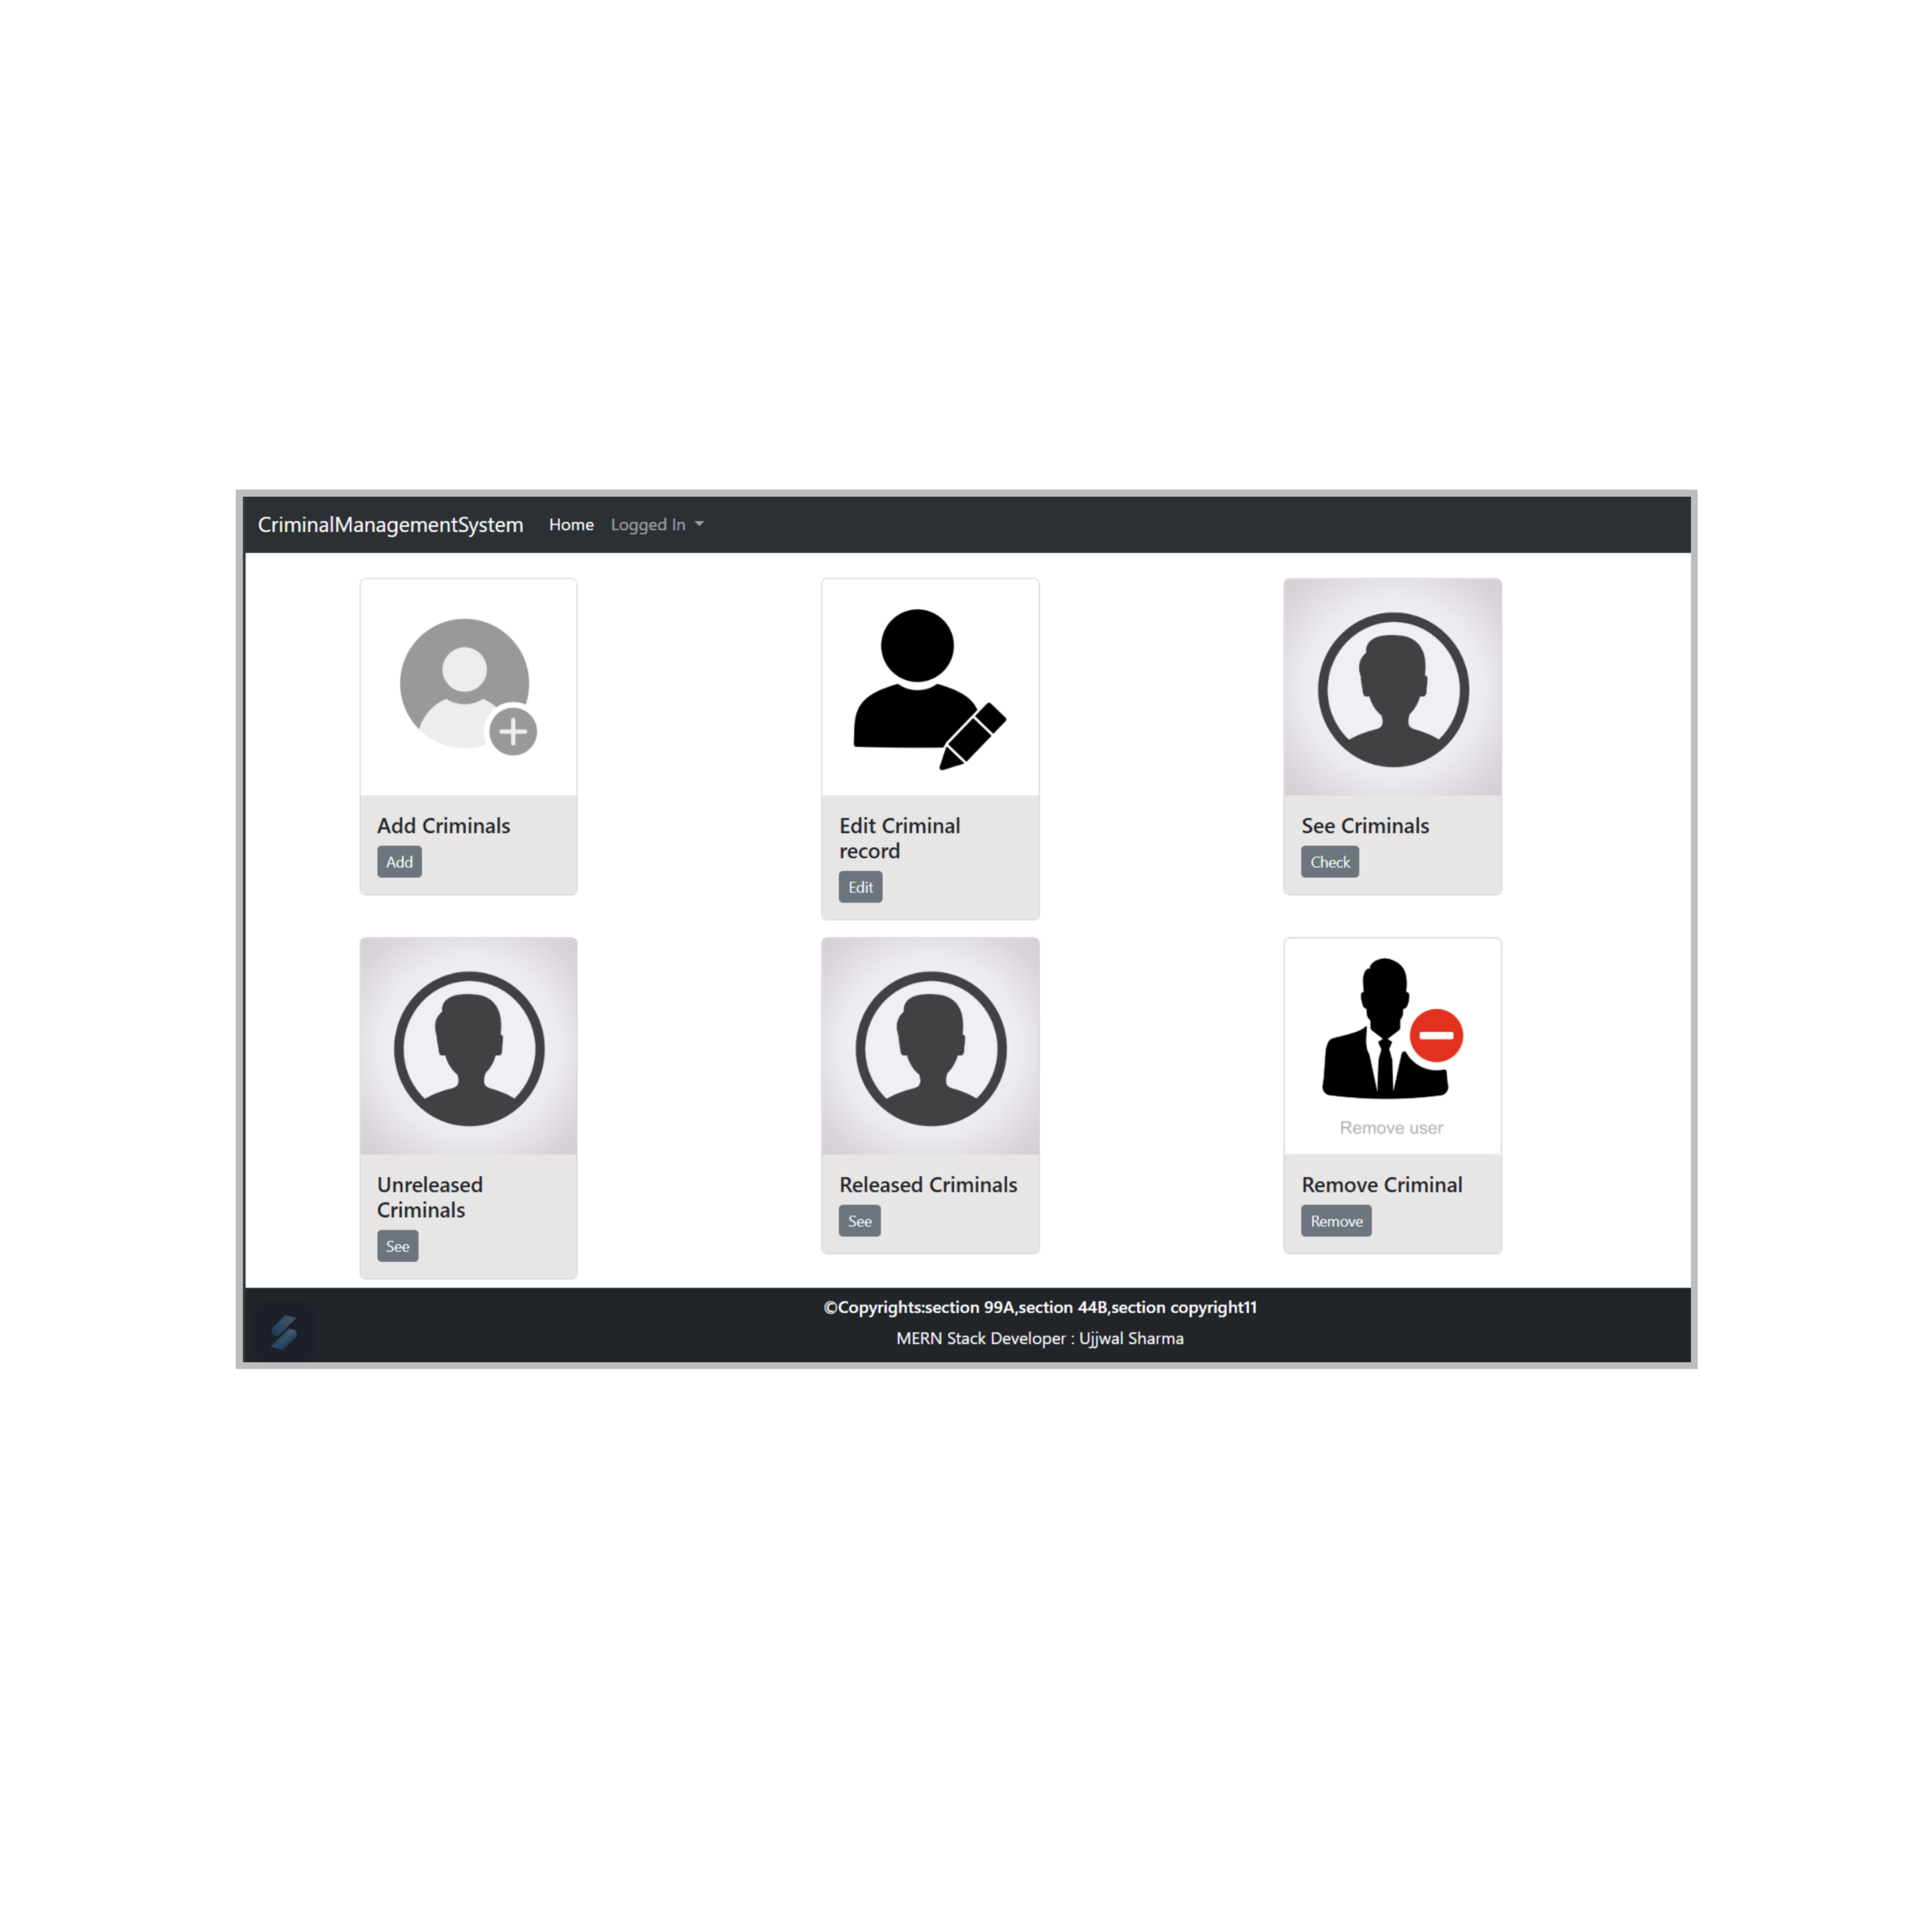 CriminalManagementSystem Home Logged In
Add Criminals
Add
Edit Criminal
record
Edit
See Criminals
Check
Unreleased
Criminals
See
Released Criminals
See
Remove user
Remove Criminal
Remove
©Copyrights:section 99A,section 44B,section copyright11
MERN Stack Developer : Ujjwal Sharma